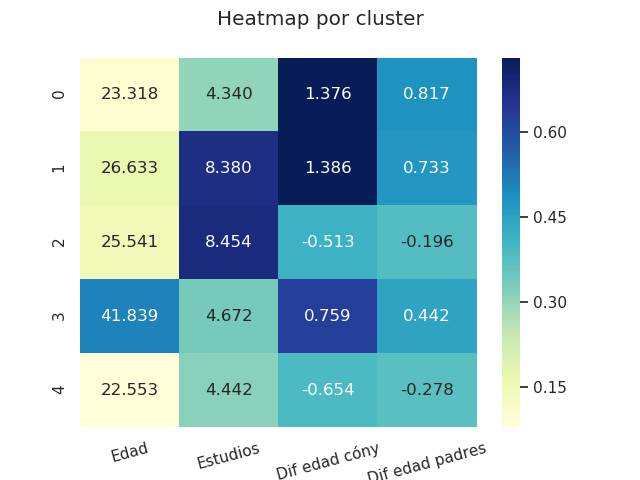 Heatmap por cluster
0 23.318 4.340 1.376 0.817
1 26.633 8.380 1.386 0.733
2 25.541 8.454 -0.513 -0.196
3 41.839 4.672 0.759 0.442
4 22.553 4.442 -0.654 -0.278
Edad Estudios Dif edad cóny Dif edad padres
0.60
0.45
0.30
0.15